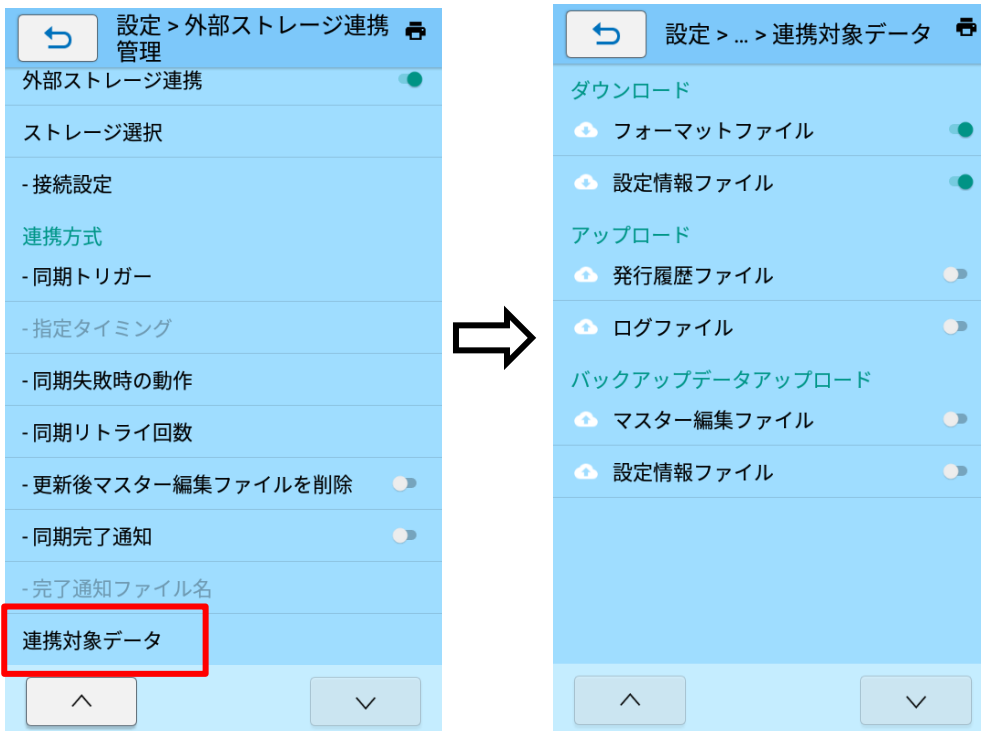 設定 > 外部ストレージ連携
管理
外部ストレージ連携
ストレージ選択
- 接続設定
連携方式
- 同期トリガー
- 指定タイミング
- 同期失敗時の動作
- 同期リトライ回数
- 更新後マスター編集ファイルを削除
- 同期完了通知
- 完了通知ファイル名
連携対象データ
設定 > ... > 連携対象データ
ダウンロード
フォーマットファイル
設定情報ファイル
アップロード
発行履歴ファイル
ログファイル
バックアップデータアップロード
マスター編集ファイル
設定情報ファイル